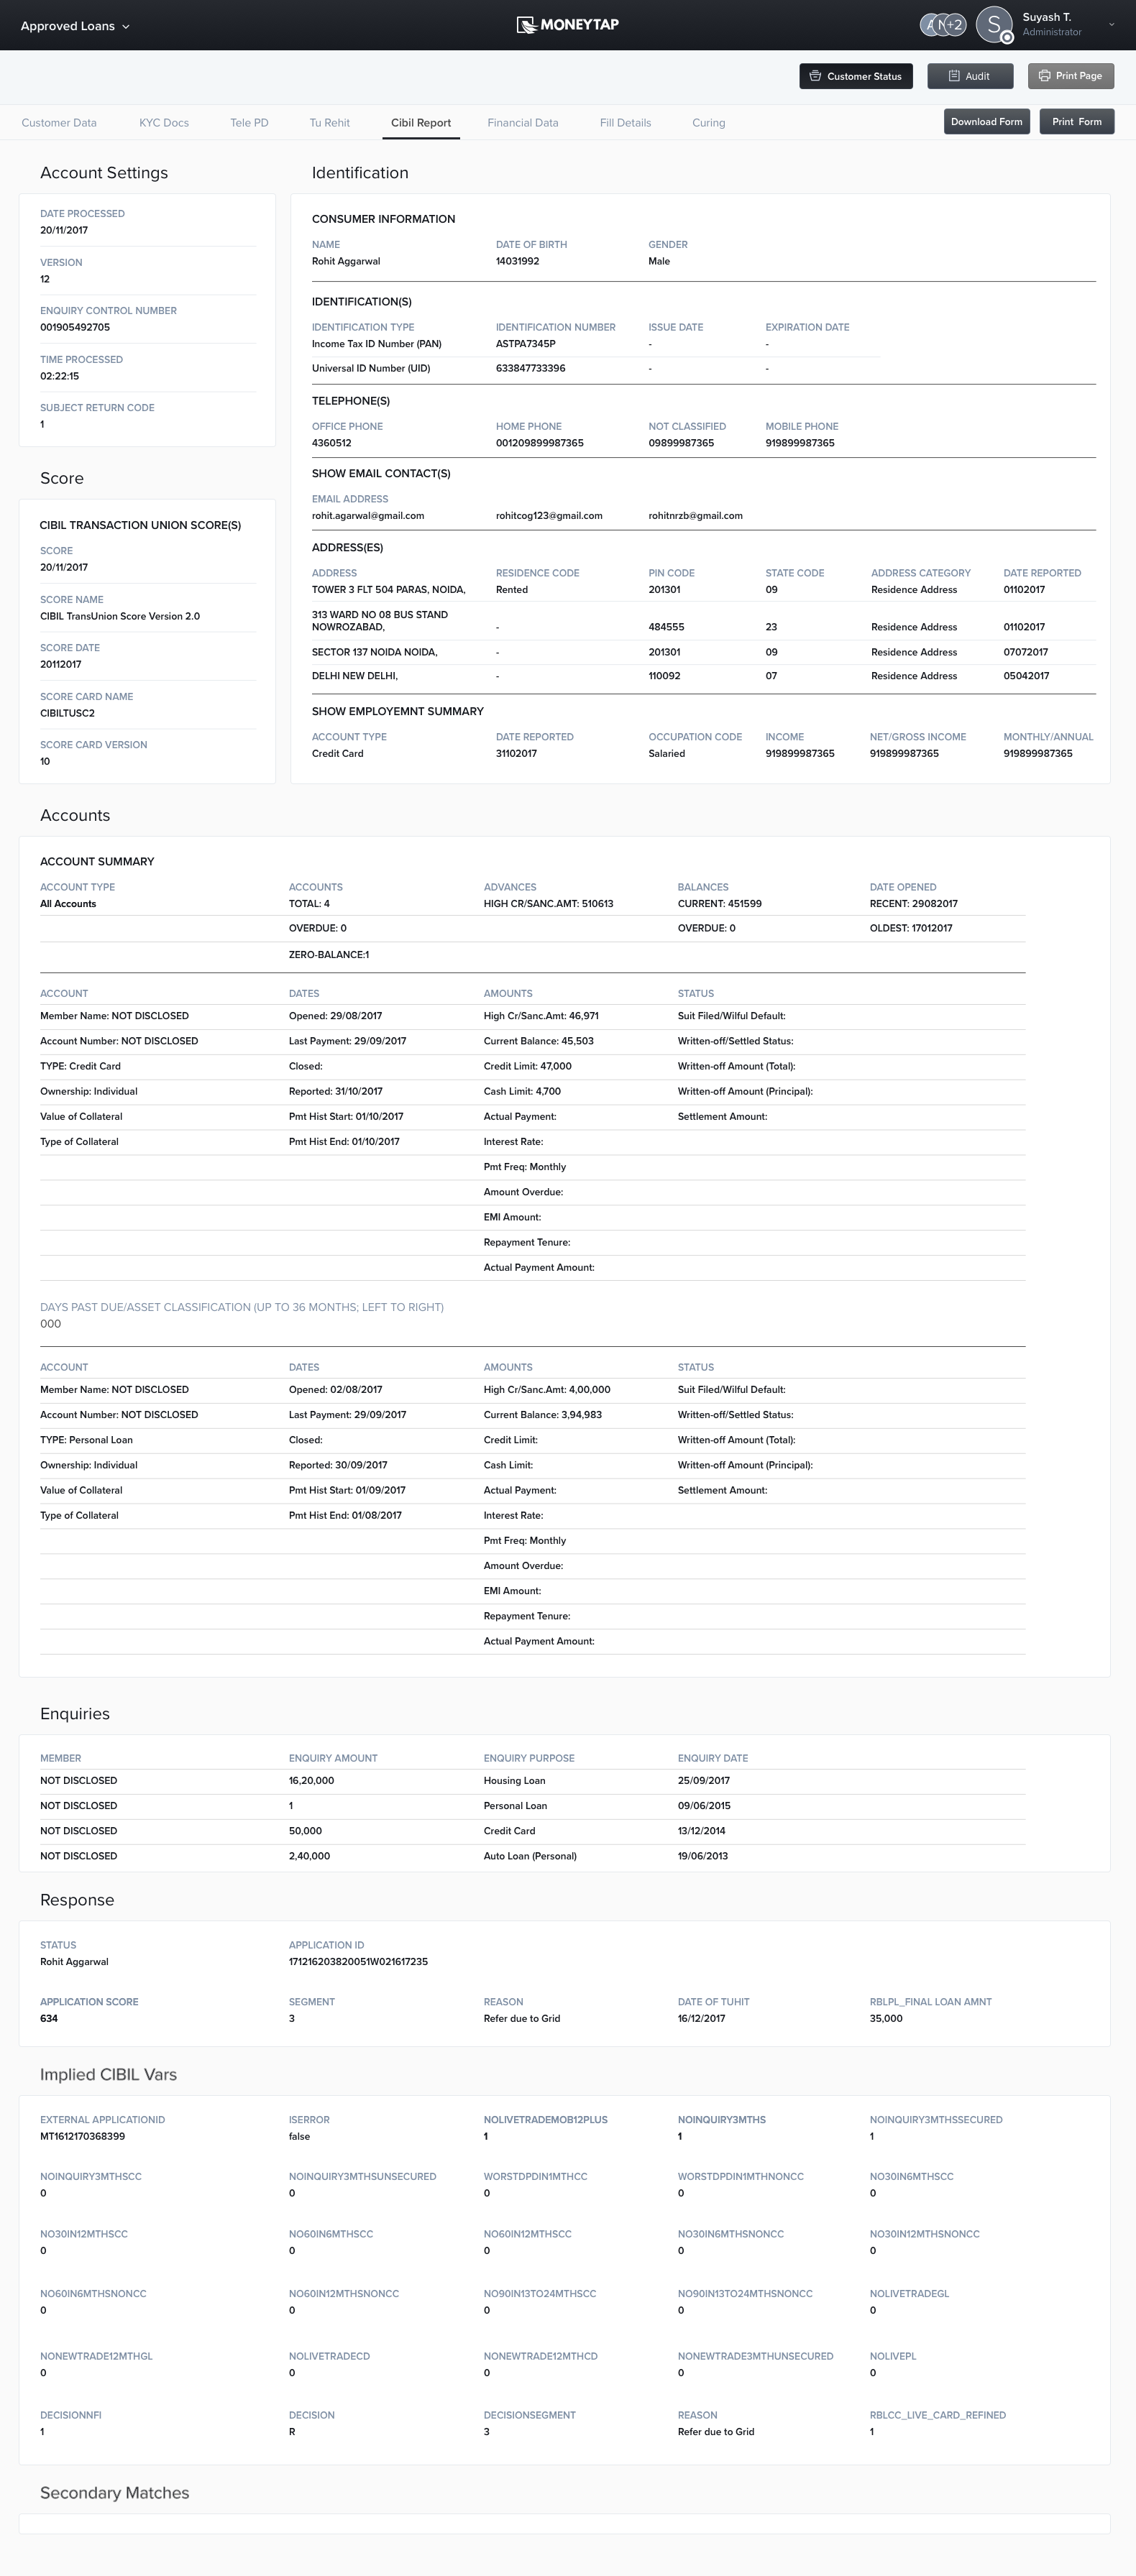 Approved Loans
MONEYTAP
A N +2
S
Suyash T.
Administrator
Customer Status
Audit
Print Page
Customer Data KYC Docs Tele PD Tu Rehit Cibil Report Financial Data Fill Details Curing
Download Form Print Form
Account Settings
DATE PROCESSED
20/11/2017
VERSION
12
ENQUIRY CONTROL NUMBER
001905492705
TIME PROCESSED
02:22:15
SUBJECT RETURN CODE
1
Score
CIBIL TRANSACTION UNION SCORE(S)
SCORE
20/11/2017
SCORE NAME
CIBIL TransUnion Score Version 2.0
SCORE DATE
20112017
SCORE CARD NAME
CIBILTUSC2
SCORE CARD VERSION
10
Identification
CONSUMER INFORMATION
NAME DATE OF BIRTH GENDER
Rohit Aggarwal 14031992 Male
IDENTIFICATION(S)
IDENTIFICATION TYPE IDENTIFICATION NUMBER ISSUE DATE EXPIRATION DATE
Income Tax ID Number (PAN) ASTPA7345P - -
Universal ID Number (UID) 633847733396 - -
TELEPHONE(S)
OFFICE PHONE HOME PHONE NOT CLASSIFIED MOBILE PHONE
4360512 001209899987365 09899987365 919899987365
SHOW EMAIL CONTACT(S)
EMAIL ADDRESS
rohit.agarwal@gmail.com rohitcog123@gmail.com rohitnrzb@gmail.com
ADDRESS(ES)
ADDRESS RESIDENCE CODE PIN CODE STATE CODE ADDRESS CATEGORY DATE REPORTED
TOWER 3 FLT 504 PARAS, NOIDA, Rented 201301 09 Residence Address 01102017
313 WARD NO 08 BUS STAND
NOWROZABAD, - 484555 23 Residence Address 01102017
SECTOR 137 NOIDA NOIDA, - 201301 09 Residence Address 07072017
DELHI NEW DELHI, - 110092 07 Residence Address 05042017
SHOW EMPLOYEMNT SUMMARY
ACCOUNT TYPE DATE REPORTED OCCUPATION CODE INCOME NET/GROSS INCOME MONTHLY/ANNUAL
Credit Card 31102017 Salaried 919899987365 919899987365 919899987365
Accounts
ACCOUNT SUMMARY
ACCOUNT TYPE ACCOUNTS ADVANCES BALANCES DATE OPENED
All Accounts TOTAL: 4 HIGH CR/SANC.AMT: 510613 CURRENT: 451599 RECENT: 29082017
OVERDUE: 0 OVERDUE: 0 OLDEST: 17012017
ZERO-BALANCE:1
ACCOUNT DATES AMOUNTS STATUS
Member Name: NOT DISCLOSED Opened: 29/08/2017 High Cr/Sanc.Amt: 46,971 Suit Filed/Wilful Default:
Account Number: NOT DISCLOSED Last Payment: 29/09/2017 Current Balance: 45,503 Written-off/Settled Status:
TYPE: Credit Card Closed: Credit Limit: 47,000 Written-off Amount (Total):
Ownership: Individual Reported: 31/10/2017 Cash Limit: 4,700 Written-off Amount (Principal):
Value of Collateral Pmt Hist Start: 01/10/2017 Actual Payment: Settlement Amount:
Type of Collateral Pmt Hist End: 01/10/2017 Interest Rate:
Pmt Freq: Monthly
Amount Overdue:
EMI Amount:
Repayment Tenure:
Actual Payment Amount:
DAYS PAST DUE/ASSET CLASSIFICATION (UP TO 36 MONTHS; LEFT TO RIGHT)
000
ACCOUNT DATES AMOUNTS STATUS
Member Name: NOT DISCLOSED Opened: 02/08/2017 High Cr/Sanc.Amt: 4,00,000 Suit Filed/Wilful Default:
Account Number: NOT DISCLOSED Last Payment: 29/09/2017 Current Balance: 3,94,983 Written-off/Settled Status:
TYPE: Personal Loan Closed: Credit Limit: Written-off Amount (Total):
Ownership: Individual Reported: 30/09/2017 Cash Limit: Written-off Amount (Principal):
Value of Collateral Pmt Hist Start: 01/09/2017 Actual Payment: Settlement Amount:
Type of Collateral Pmt Hist End: 01/08/2017 Interest Rate:
Pmt Freq: Monthly
Amount Overdue:
EMI Amount:
Repayment Tenure:
Actual Payment Amount:
Enquiries
MEMBER ENQUIRY AMOUNT ENQUIRY PURPOSE ENQUIRY DATE
NOT DISCLOSED 16,20,000 Housing Loan 25/09/2017
NOT DISCLOSED 1 Personal Loan 09/06/2015
NOT DISCLOSED 50,000 Credit Card 13/12/2014
NOT DISCLOSED 2,40,000 Auto Loan (Personal) 19/06/2013
Response
STATUS APPLICATION ID
Rohit Aggarwal 171216203820051W021617235
APPLICATION SCORE SEGMENT REASON DATE OF TUHIT RBLPL_FINAL LOAN AMNT
634 3 Refer due to Grid 16/12/2017 35,000
Implied CIBIL Vars
EXTERNAL APPLICATIONID ISERROR NOLIVETRADEMOB12PLUS NOINQUIRY3MTHS NOINQUIRY3MTHSSECURED
MT1612170368399 false 1 1 1
NOINQUIRY3MTHSCC NOINQUIRY3MTHSUNSECURED WORSTDPDIN1MTHCC WORSTDPDIN1MTHNONCC NO30IN6MTHSCC
0 0 0 0 0
NO30IN12MTHSCC NO60IN6MTHSCC NO60IN12MTHSCC NO30IN6MTHSNONCC NO30IN12MTHSNONCC
0 0 0 0 0
NO60IN6MTHSNONCC NO60IN12MTHSNONCC NO90IN13TO24MTHSCC NO90IN13TO24MTHSNONCC NOLIVETRADEGL
0 0 0 0 0
NONEWTRADE12MTHGL NOLIVETRADECD NONEWTRADE12MTHCD NONEWTRADE3MTHUNSECURED NOLIVEPL
0 0 0 0 0
DECISIONNFI DECISION DECISIONSEGMENT REASON RBLCC_LIVE_CARD_REFINED
1 R 3 Refer due to Grid 1
Secondary Matches